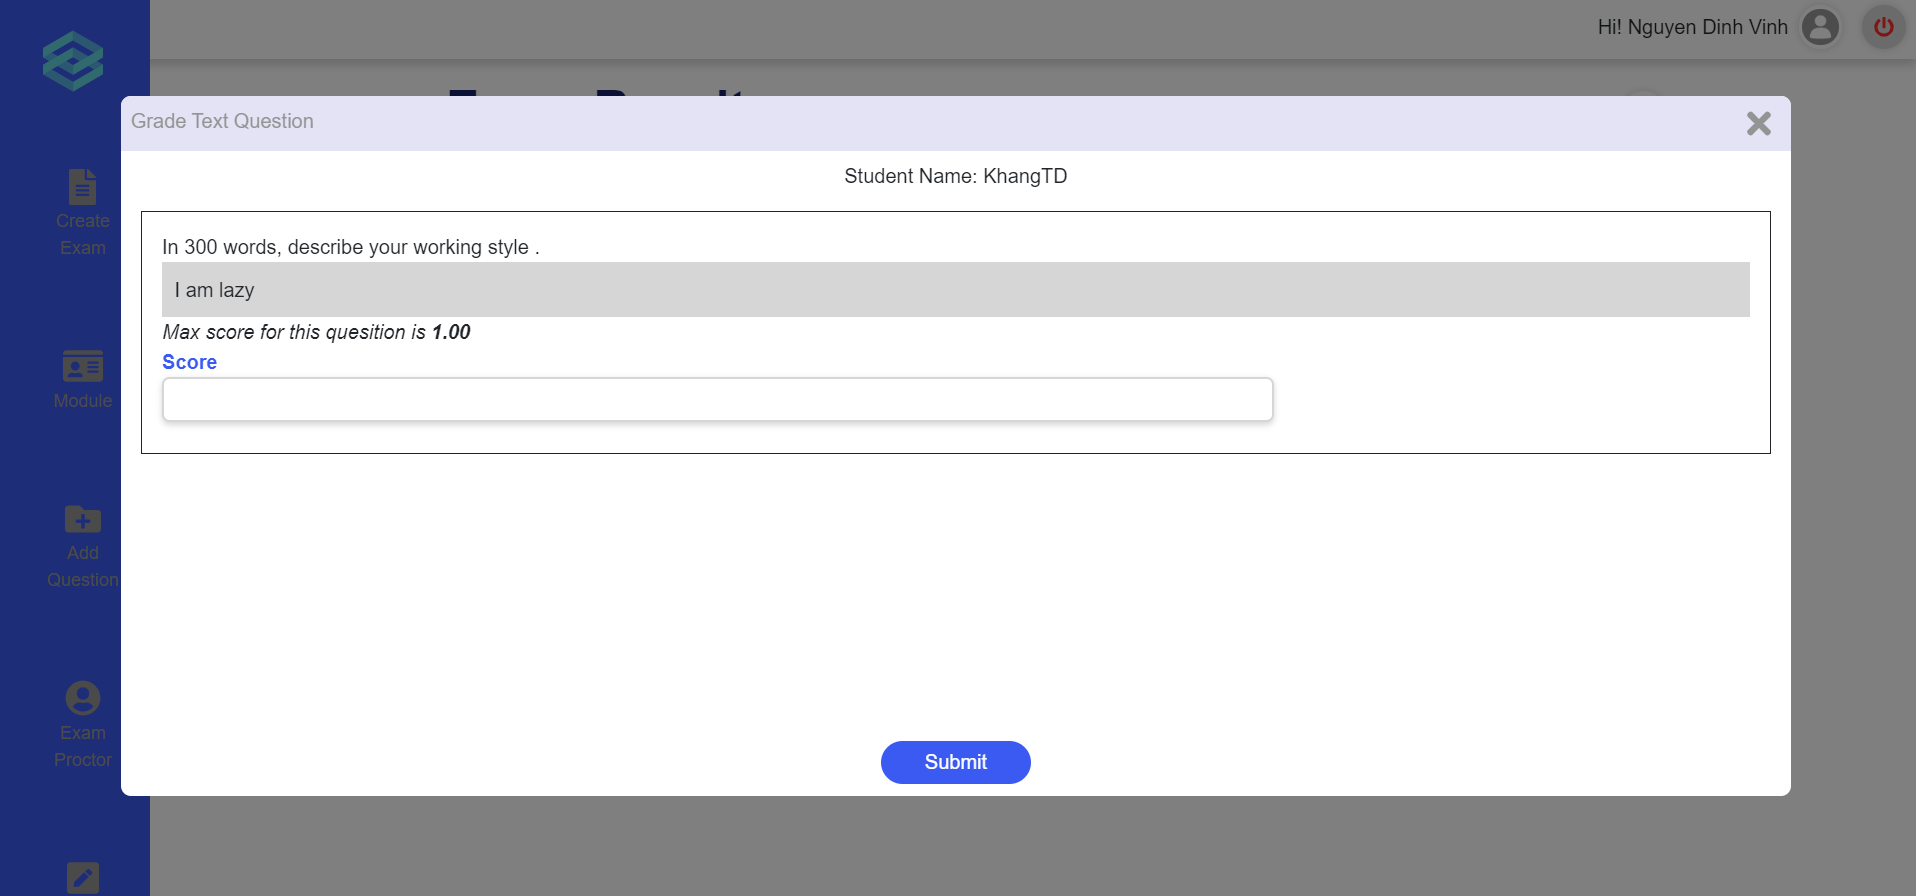 Hi! Nguyen Dinh Vinh
Grade Text Question
Student Name: KhangTD
In 300 words, describe your working style .
I am lazy
Max score for this quesition is 1.00
Score
Submit
Create
Exam
Module
Add
Question
Exam
Proctor